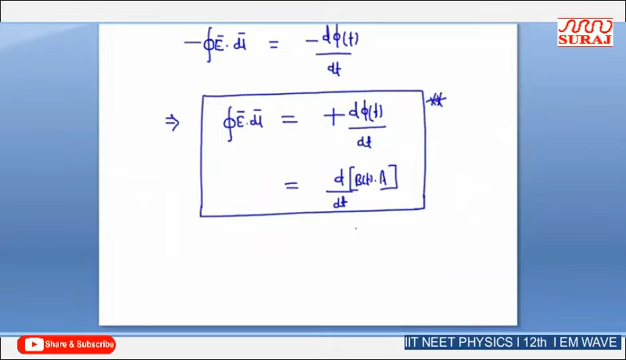 SURAJ
−∮Ē·dl̄ = −dϕ(t)/dt
⇒ ∮Ē·dl̄ = +dϕ(t)/dt **
= d/dt [B(t)·A]
Share & Subscribe
IIT NEET PHYSICS I 12th I EM WAVE